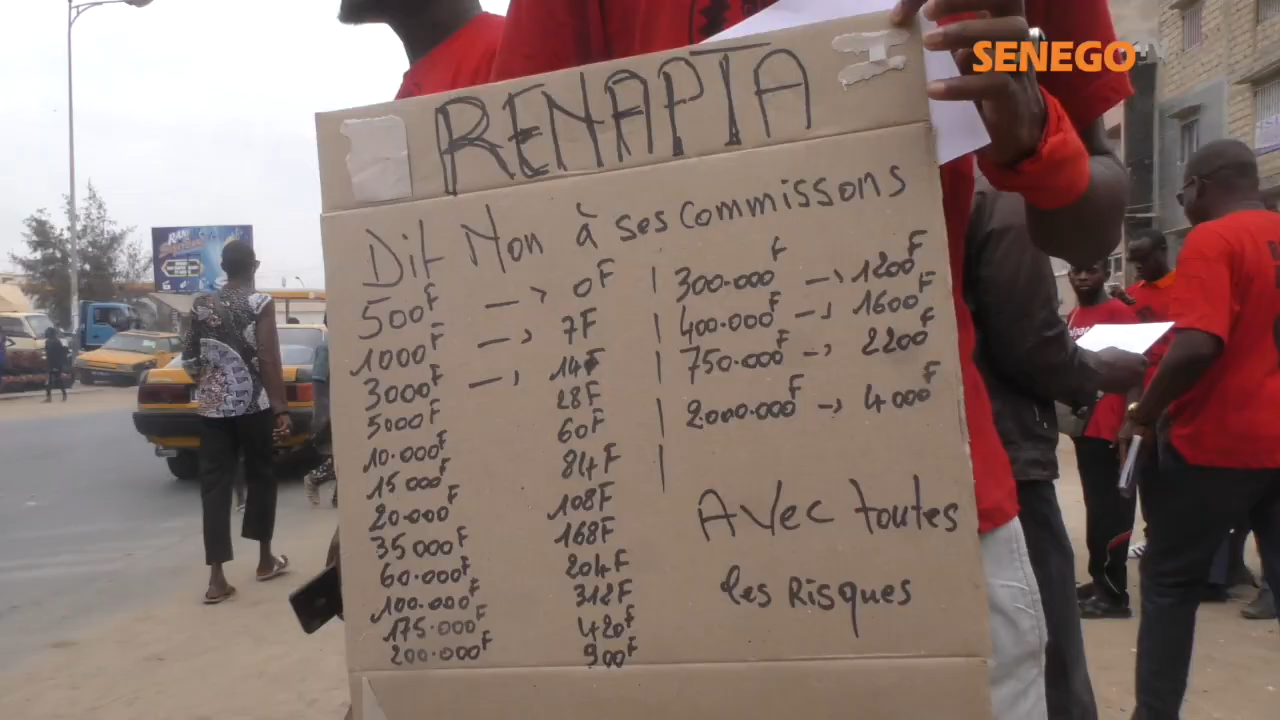 SENEGO
RENAPTA
Dit Non à ses commissons
500F —> 0F
1000F —> 7F
3000F —> 14F
5000F 28F
10.000F 60F
15 000F 84F
20.000F 108F
35 000F 168F
60.000F 204F
100.000F 312F
175.000F 420F
200.000F 900F
300.000F —> 1200F
400.000F —> 1600F
750.000F —> 2200F
2000.000F —> 4000F
Avec toutes
les Risques